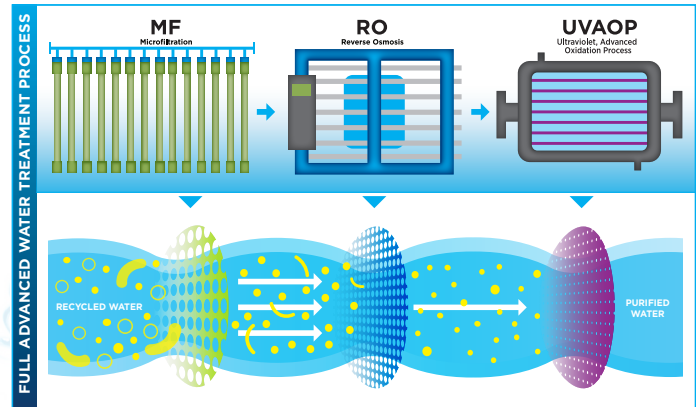 FULL ADVANCED WATER TREATMENT PROCESS
MF
Microfiltration
RO
Reverse Osmosis
UVAOP
Ultraviolet, Advanced
Oxidation Process
RECYCLED WATER
PURIFIED
WATER